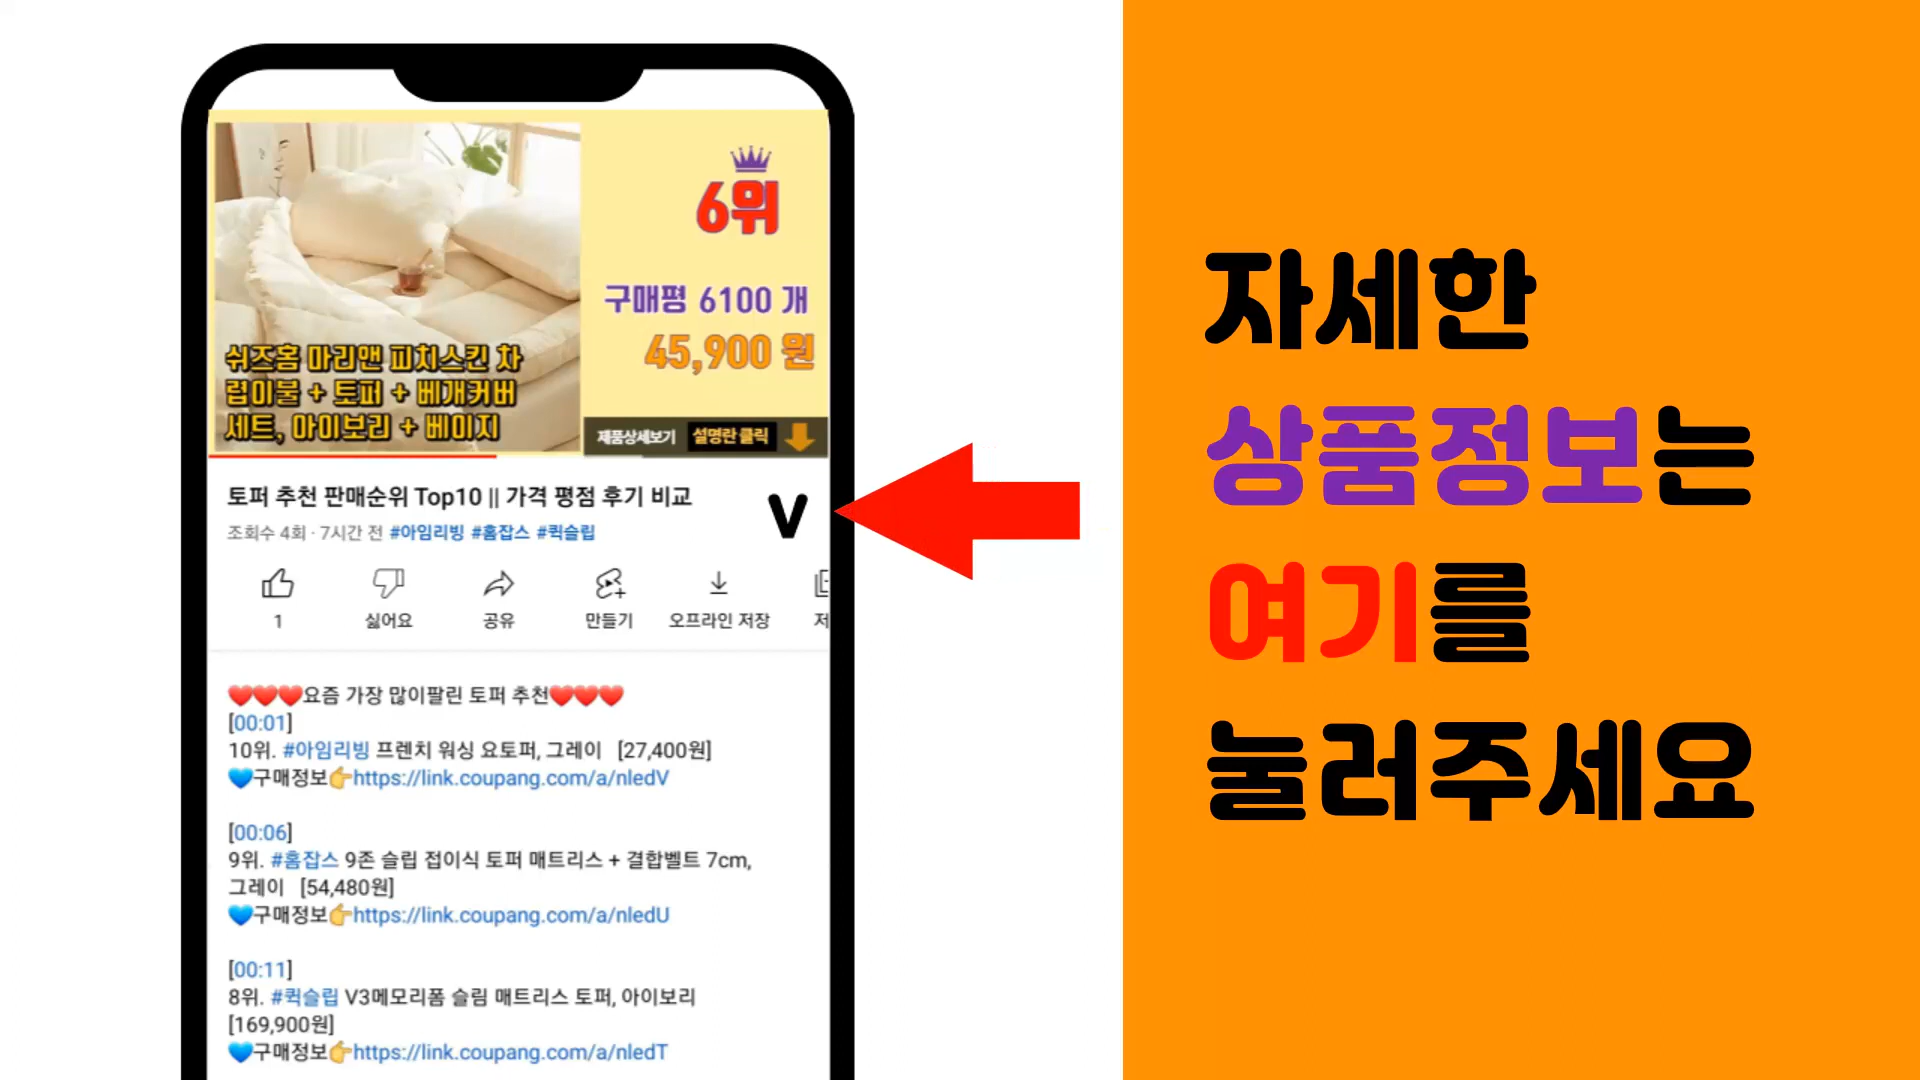 6위
구매평 6100 개
45,900 원
쉬즈홈 마리앤 피치스킨 차
렵이불 + 토퍼 + 베개커버
세트, 아이보리 + 베이지
제품상세보기 설명란 클릭
토퍼 추천 판매순위 Top10 || 가격 평점 후기 비교
V
조회수 4회 · 7시간 전 #아임리빙 #홈잡스 #퀵슬립
1 싫어요 공유 만들기 오프라인 저장 저
❤️❤️❤️요즘 가장 많이팔린 토퍼 추천❤️❤️❤️
[00:01]
10위. #아임리빙 프렌치 워싱 요토퍼, 그레이 [27,400원]
💙구매정보👉https://link.coupang.com/a/nledV
[00:06]
9위. #홈잡스 9존 슬립 접이식 토퍼 매트리스 + 결합벨트 7cm,
그레이 [54,480원]
💙구매정보👉https://link.coupang.com/a/nledU
[00:11]
8위. #퀵슬립 V3메모리폼 슬림 매트리스 토퍼, 아이보리
[169,900원]
💙구매정보👉https://link.coupang.com/a/nledT
자세한
상품정보는
여기를
눌러주세요